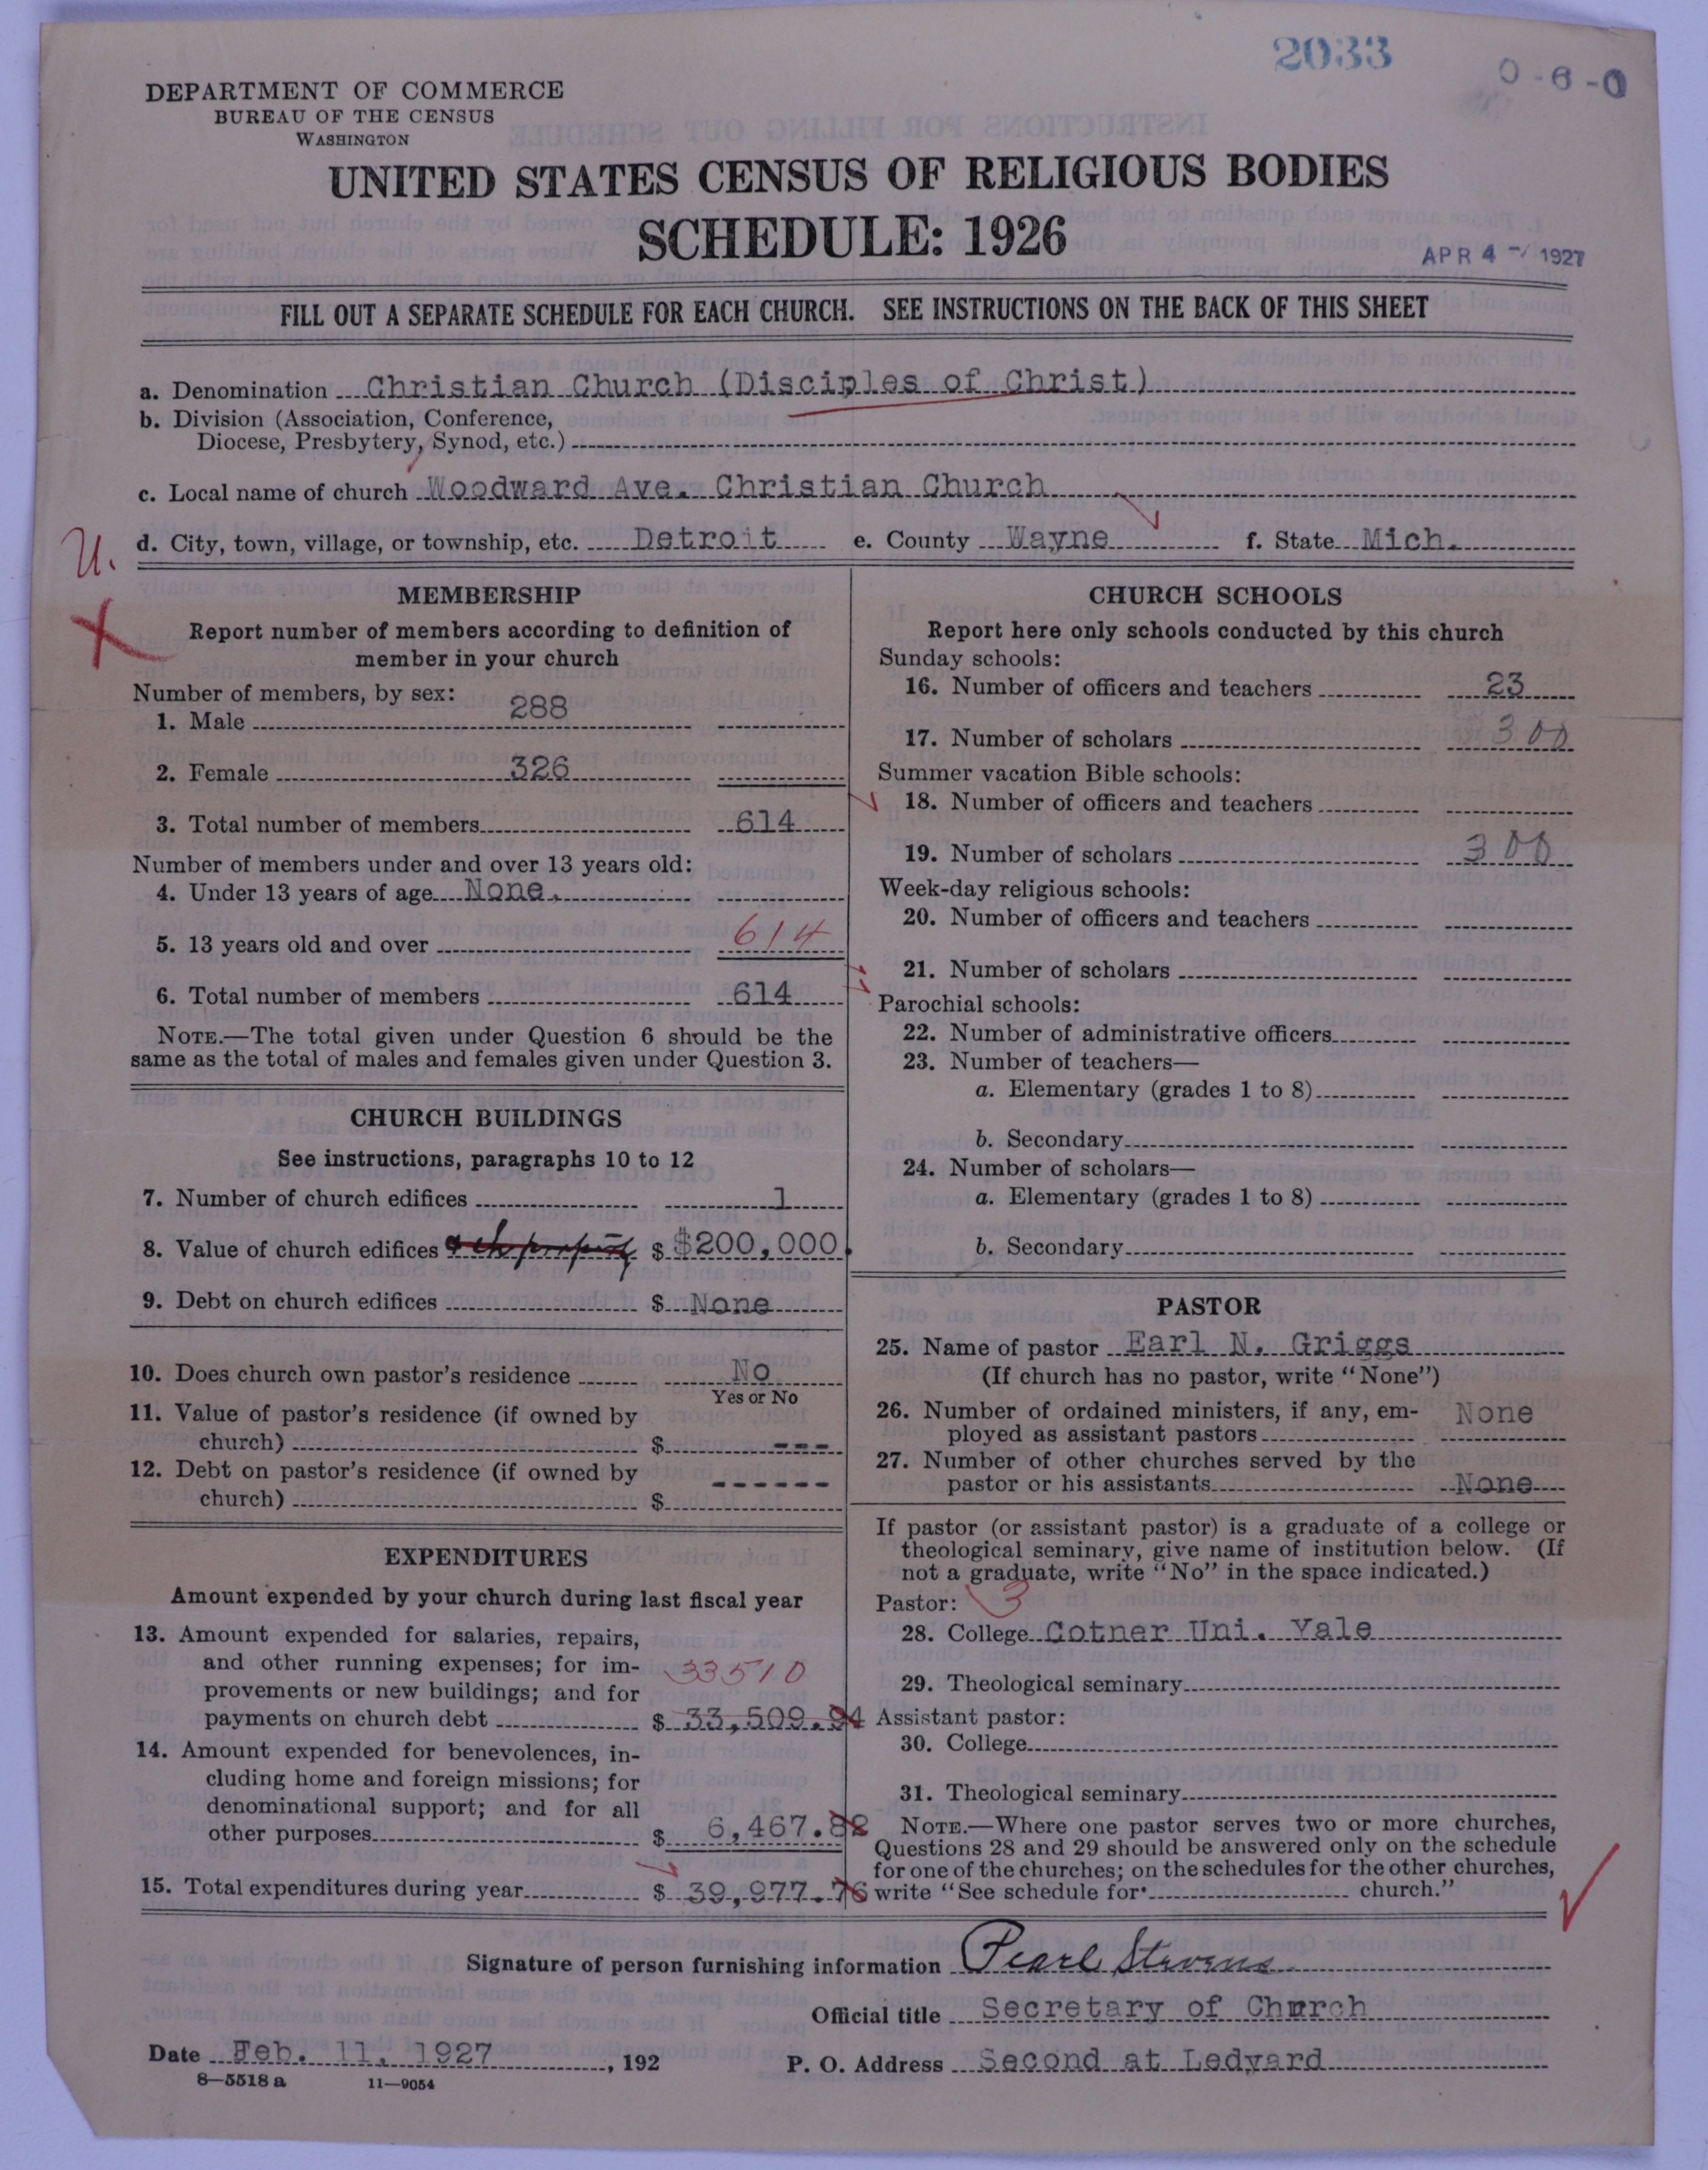 2033
0-6-0
DEPARTMENT OF COMMERCE
BUREAU OF THE CENSUS
WASHINGTON
UNITED STATES CENSUS OF RELIGIOUS BODIES
SCHEDULE: 1926
APR 4 - 1927
FILL OUT A SEPARATE SCHEDULE FOR EACH CHURCH. SEE INSTRUCTIONS ON THE BACK OF THIS SHEET
a. Denomination Christian Church (Disciples of Christ)
b. Division (Association, Conference,
Diocese, Presbytery, Synod, etc.)
c. Local name of church Woodward Ave. Christian Church
U.
d. City, town, village, or township, etc. Detroit e. County Wayne f. State Mich.
X
MEMBERSHIP
Report number of members according to definition of
member in your church
Number of members, by sex:
1. Male 288
2. Female 326
3. Total number of members 614
Number of members under and over 13 years old:
4. Under 13 years of age None.
5. 13 years old and over 614
6. Total number of members 614
NOTE.—The total given under Question 6 should be the
same as the total of males and females given under Question 3.
CHURCH BUILDINGS
See instructions, paragraphs 10 to 12
7. Number of church edifices 1
8. Value of church edifices $ $200,000.
9. Debt on church edifices $ None
10. Does church own pastor's residence No
Yes or No
11. Value of pastor's residence (if owned by
church) $ ---
12. Debt on pastor's residence (if owned by
church) $ ------
EXPENDITURES
Amount expended by your church during last fiscal year
13. Amount expended for salaries, repairs,
and other running expenses; for im-
provements or new buildings; and for
payments on church debt $ 33,509.94
33510
14. Amount expended for benevolences, in-
cluding home and foreign missions; for
denominational support; and for all
other purposes $ 6,467.82
15. Total expenditures during year $ 39,977.76
CHURCH SCHOOLS
Report here only schools conducted by this church
Sunday schools:
16. Number of officers and teachers 23
17. Number of scholars 300
Summer vacation Bible schools:
18. Number of officers and teachers
19. Number of scholars 300
Week-day religious schools:
20. Number of officers and teachers
21. Number of scholars
Parochial schools:
22. Number of administrative officers
23. Number of teachers—
a. Elementary (grades 1 to 8)
b. Secondary
24. Number of scholars—
a. Elementary (grades 1 to 8)
b. Secondary
PASTOR
25. Name of pastor Earl N. Griggs
(If church has no pastor, write "None")
26. Number of ordained ministers, if any, em-
ployed as assistant pastors None
27. Number of other churches served by the
pastor or his assistants None
If pastor (or assistant pastor) is a graduate of a college or
theological seminary, give name of institution below. (If
not a graduate, write "No" in the space indicated.)
Pastor: 3
28. College Cotner Uni. Yale
29. Theological seminary
Assistant pastor:
30. College
31. Theological seminary
NOTE.—Where one pastor serves two or more churches,
Questions 28 and 29 should be answered only on the schedule
for one of the churches; on the schedules for the other churches,
write "See schedule for church."
Signature of person furnishing information Pearl Stevens
Official title Secretary of Church
Date Feb. 11, 1927, 192 P. O. Address Second at Ledyard
8—5518 a 11—9054